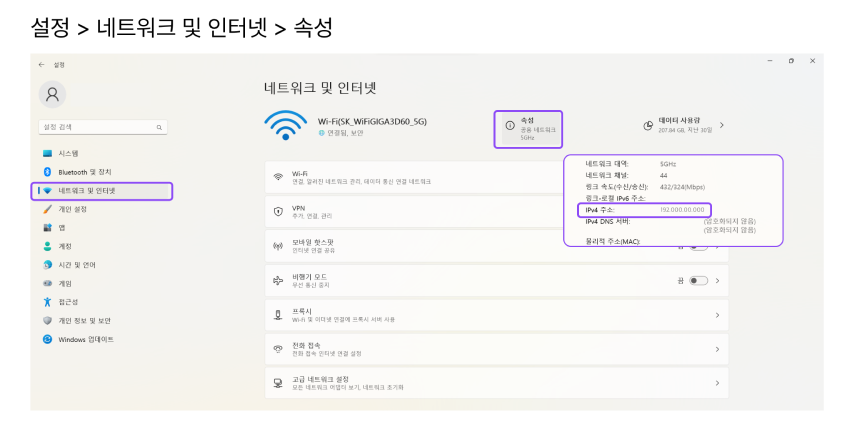 설정 > 네트워크 및 인터넷 > 속성
← 설정
네트워크 및 인터넷
Wi-Fi(SK_WiFiGIGA3D60_5G)
연결됨, 보안
속성
공용 네트워크
5GHz
데이터 사용량
207.84 GB, 지난 30일
설정 검색
시스템
Bluetooth 및 장치
네트워크 및 인터넷
개인 설정
앱
계정
시간 및 언어
게임
접근성
개인 정보 및 보안
Windows 업데이트
Wi-Fi
연결, 알려진 네트워크 관리, 데이터 통신 연결 네트워크
네트워크 대역: 5GHz
네트워크 채널: 44
링크 속도(수신/송신): 432/324(Mbps)
링크-로컬 IPv6 주소:
IPv4 주소: 192.000.00.000
IPv4 DNS 서버: (암호화되지 않음)
(암호화되지 않음)
물리적 주소(MAC):
VPN
추가, 연결, 관리
모바일 핫스팟
인터넷 연결 공유
비행기 모드
무선 통신 중지
끔
프록시
Wi-Fi 및 이더넷 연결에 프록시 서버 사용
전화 접속
전화 접속 인터넷 연결 설정
고급 네트워크 설정
모든 네트워크 어댑터 보기, 네트워크 초기화